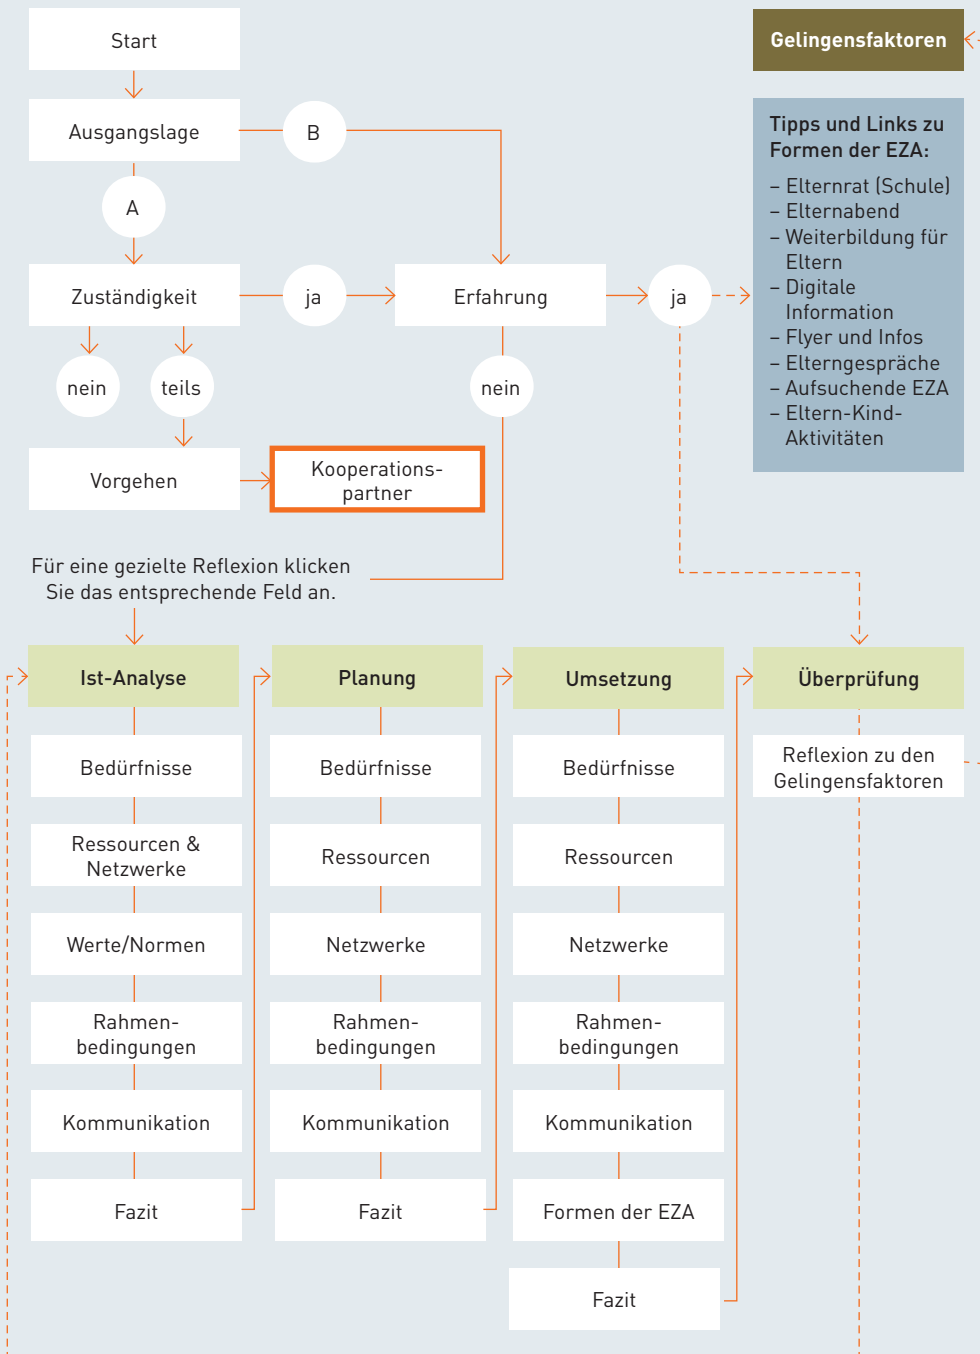 Start
Gelingensfaktoren
Ausgangslage
B
A
Tipps und Links zu
Formen der EZA:
– Elternrat (Schule)
– Elternabend
– Weiterbildung für
Eltern
– Digitale
Information
– Flyer und Infos
– Elterngespräche
– Aufsuchende EZA
– Eltern-Kind-
Aktivitäten
Zuständigkeit
ja
Erfahrung
ja
nein
teils
nein
Vorgehen
Kooperations-
partner
Für eine gezielte Reflexion klicken
Sie das entsprechende Feld an.
Ist-Analyse
Bedürfnisse
Ressourcen &
Netzwerke
Werte/Normen
Rahmen-
bedingungen
Kommunikation
Fazit
Planung
Bedürfnisse
Ressourcen
Netzwerke
Rahmen-
bedingungen
Kommunikation
Fazit
Umsetzung
Bedürfnisse
Ressourcen
Netzwerke
Rahmen-
bedingungen
Kommunikation
Formen der EZA
Fazit
Überprüfung
Reflexion zu den
Gelingensfaktoren